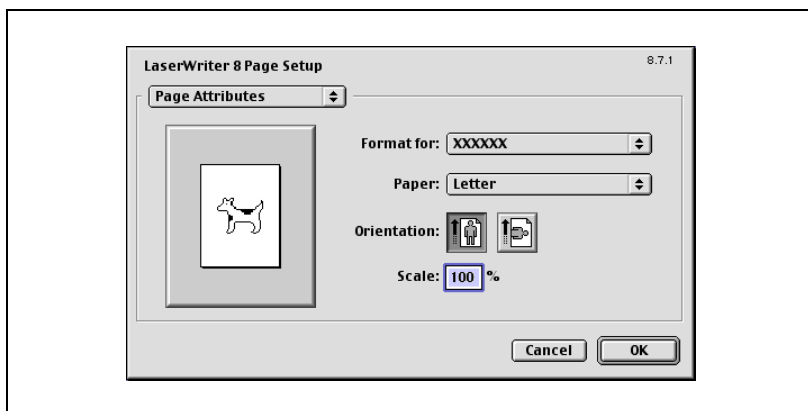 LaserWriter 8 Page Setup
8.7.1
Page Attributes
Format for: XXXXXX
Paper: Letter
Orientation:
Scale: 100 %
Cancel
OK